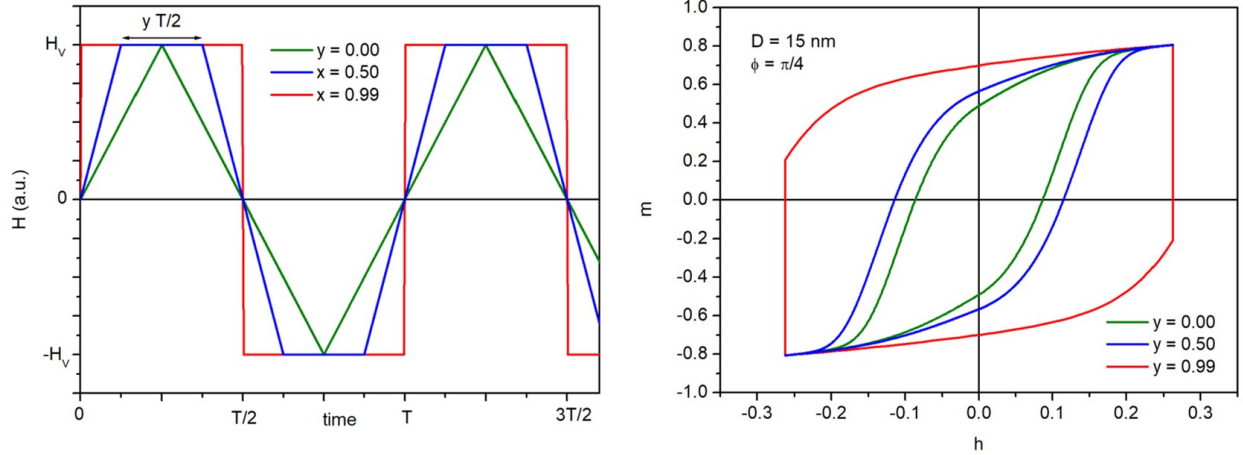 y T/2
H_V
y = 0.00
x = 0.50
x = 0.99
0
H (a.u.)
-H_V
0
T/2
time
T
3T/2
1.0
0.8
0.6
0.4
0.2
0.0
-0.2
-0.4
-0.6
-0.8
-1.0
m
D = 15 nm
ϕ = π/4
y = 0.00
y = 0.50
y = 0.99
-0.3
-0.2
-0.1
0.0
0.1
0.2
0.3
h